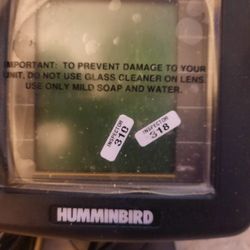 IMPORTANT: TO PREVENT DAMAGE TO YOUR
UNIT, DO NOT USE GLASS CLEANER ON LENS.
USE ONLY MILD SOAP AND WATER.
INSPECTOR
310
INSPECTOR
318
HUMMINBIRD